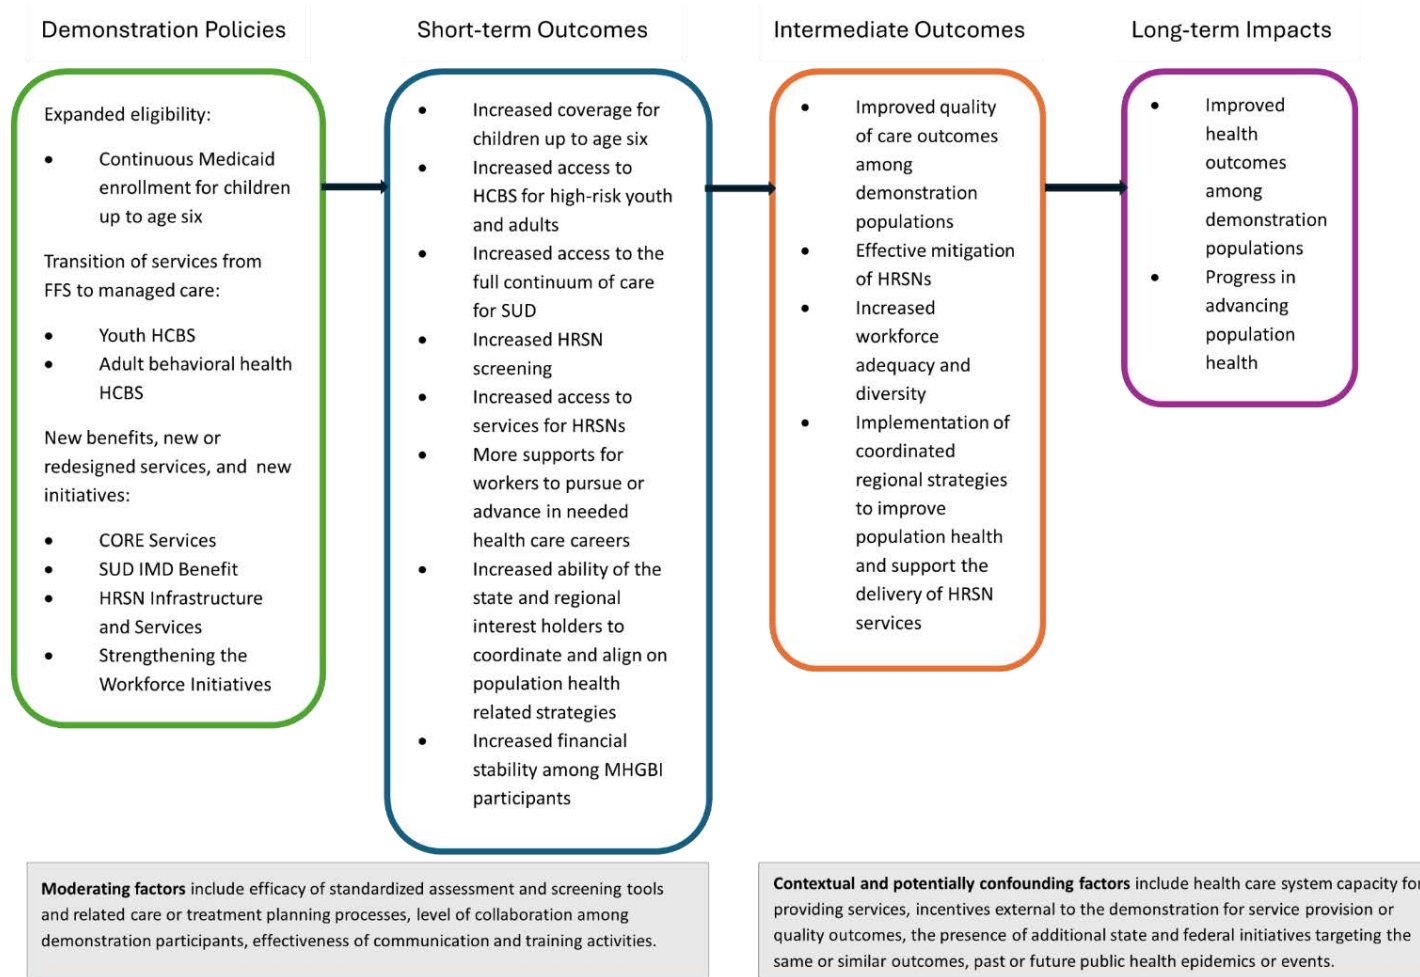 Demonstration Policies
Expanded eligibility:
• Continuous Medicaid
enrollment for children
up to age six
Transition of services from
FFS to managed care:
• Youth HCBS
• Adult behavioral health
HCBS
New benefits, new or
redesigned services, and new
initiatives:
• CORE Services
• SUD IMD Benefit
• HRSN Infrastructure
and Services
• Strengthening the
Workforce Initiatives
Short-term Outcomes
• Increased coverage for
children up to age six
• Increased access to
HCBS for high-risk youth
and adults
• Increased access to the
full continuum of care
for SUD
• Increased HRSN
screening
• Increased access to
services for HRSNs
• More supports for
workers to pursue or
advance in needed
health care careers
• Increased ability of the
state and regional
interest holders to
coordinate and align on
population health
related strategies
• Increased financial
stability among MHGBI
participants
Intermediate Outcomes
• Improved quality
of care outcomes
among
demonstration
populations
• Effective mitigation
of HRSNs
• Increased
workforce
adequacy and
diversity
• Implementation of
coordinated
regional strategies
to improve
population health
and support the
delivery of HRSN
services
Long-term Impacts
• Improved
health
outcomes
among
demonstration
populations
• Progress in
advancing
population
health
Moderating factors include efficacy of standardized assessment and screening tools
and related care or treatment planning processes, level of collaboration among
demonstration participants, effectiveness of communication and training activities.
Contextual and potentially confounding factors include health care system capacity for
providing services, incentives external to the demonstration for service provision or
quality outcomes, the presence of additional state and federal initiatives targeting the
same or similar outcomes, past or future public health epidemics or events.